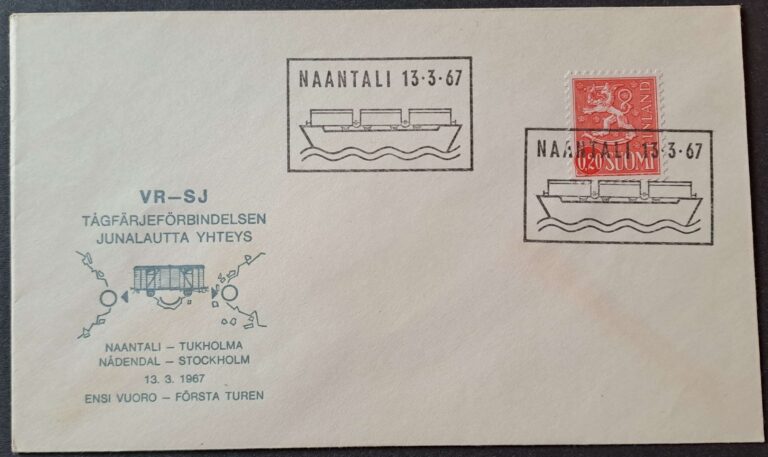 NAANTALI 13·3·67
FINLAND
0,20 SUOMI
NAANTALI 13·3·67
VR–SJ
TÅGFÄRJEFÖRBINDELSEN
JUNALAUTTA YHTEYS
NAANTALI – TUKHOLMA
NÅDENDAL – STOCKHOLM
13. 3. 1967
ENSI VUORO – FÖRSTA TUREN